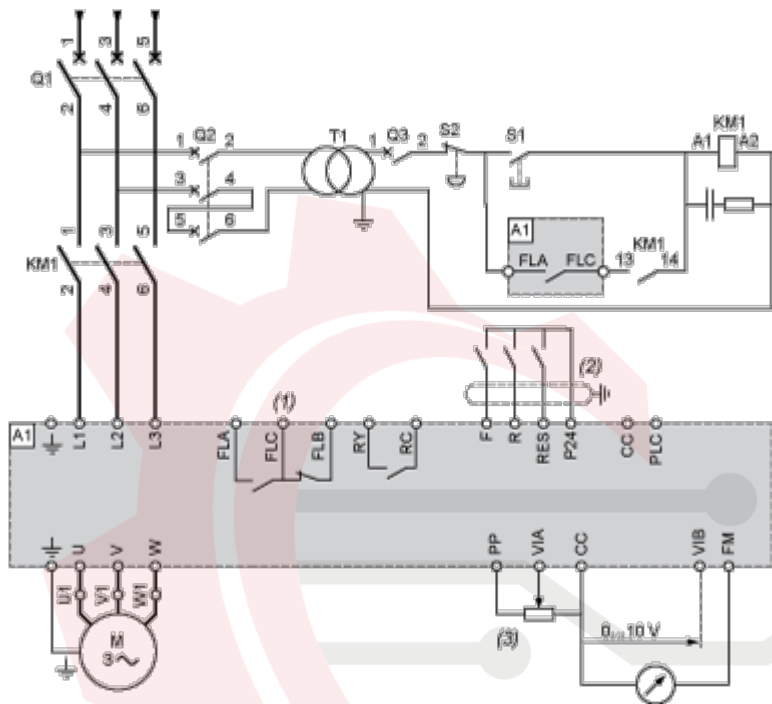 1 3 5
Q1
2 4 6
1 Q2 2
T1
1 Q3 2
S2
S1
KM1
A1 A2
3 4
5 6
A1
FLA FLC
KM1
13 14
1 3 5
KM1
2 4 6
(1)
(2)
A1
L1 L2 L3
FLA FLC FLB RY RC
F R RES P24 CC PLC
U V W
PP VIA CC VIB FM
U1 V1 W1
M
3
(3)
0...10 V